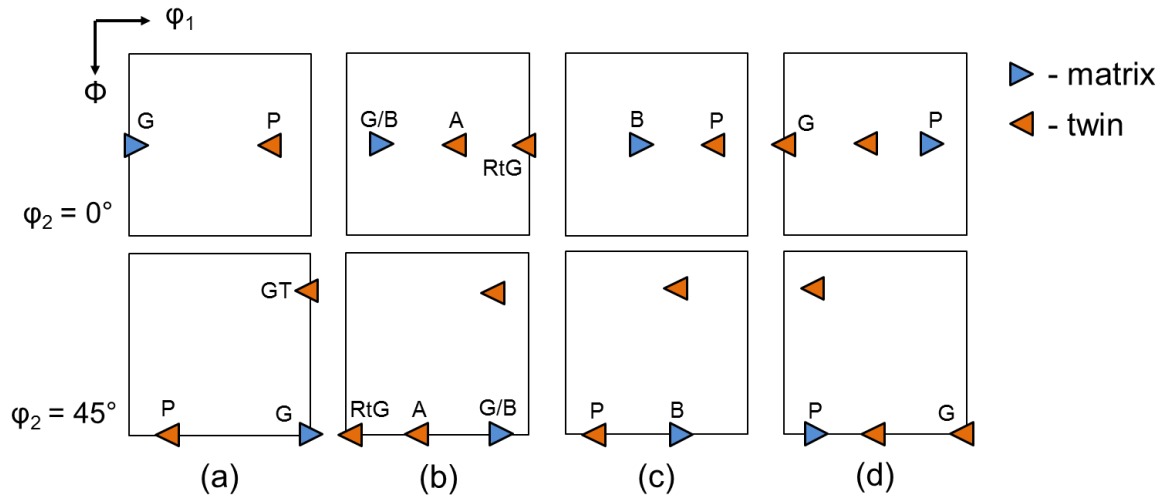 φ₁
Φ
- matrix
- twin
G
P
G/B
A
RtG
B
P
G
P
φ₂ = 0°
GT
P
G
RtG
A
G/B
P
B
P
G
φ₂ = 45°
(a)
(b)
(c)
(d)